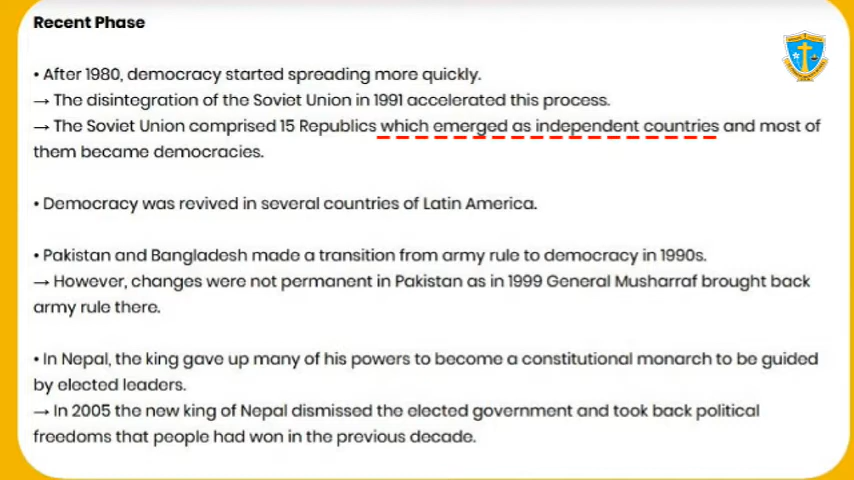 Recent Phase
• After 1980, democracy started spreading more quickly.
→ The disintegration of the Soviet Union in 1991 accelerated this process.
→ The Soviet Union comprised 15 Republics which emerged as independent countries and most of
them became democracies.
• Democracy was revived in several countries of Latin America.
• Pakistan and Bangladesh made a transition from army rule to democracy in 1990s.
→ However, changes were not permanent in Pakistan as in 1999 General Musharraf brought back
army rule there.
• In Nepal, the king gave up many of his powers to become a constitutional monarch to be guided
by elected leaders.
→ In 2005 the new king of Nepal dismissed the elected government and took back political
freedoms that people had won in the previous decade.